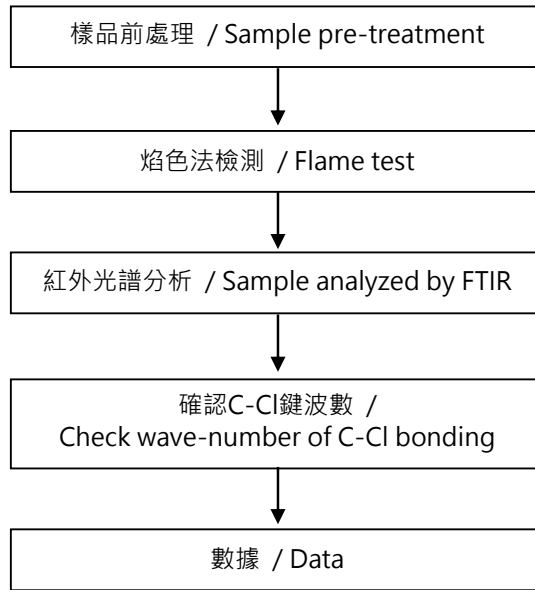 樣品前處理 / Sample pre-treatment
焰色法檢測 / Flame test
紅外光譜分析 / Sample analyzed by FTIR
確認C-Cl鍵波數 /
Check wave-number of C-Cl bonding
數據 / Data